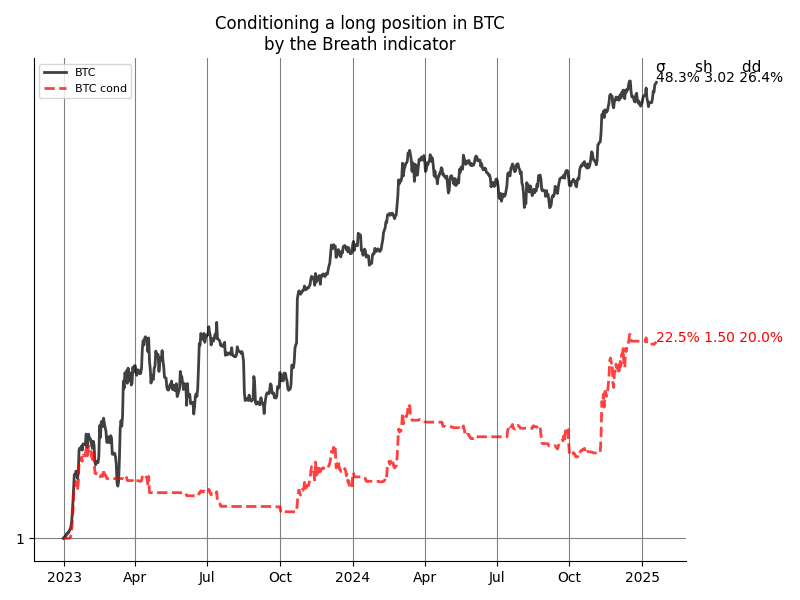 Conditioning a long position in BTC
by the Breath indicator
σ sh dd
48.3% 3.02 26.4%
BTC
BTC cond
22.5% 1.50 20.0%
1
2023 Apr Jul Oct 2024 Apr Jul Oct 2025